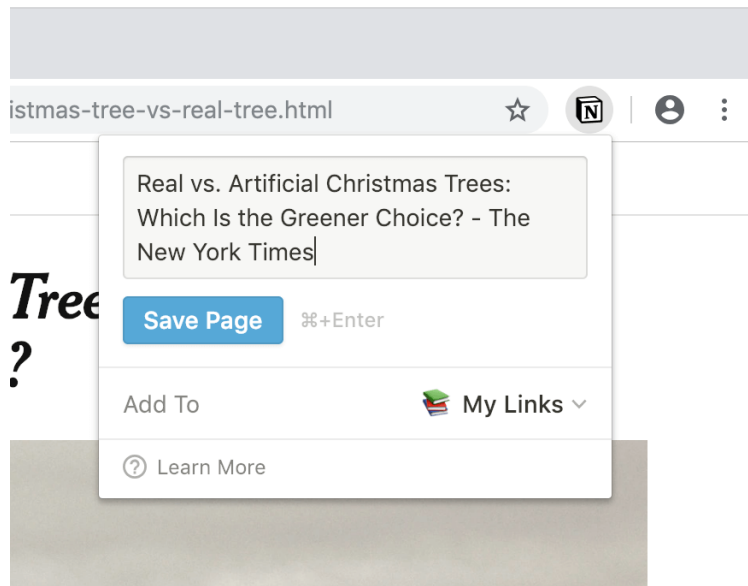 istmas-tree-vs-real-tree.html
N
Real vs. Artificial Christmas Trees:
Which Is the Greener Choice? - The
New York Times
Tree
Save Page ⌘+Enter
?
Add To 📚 My Links
? Learn More